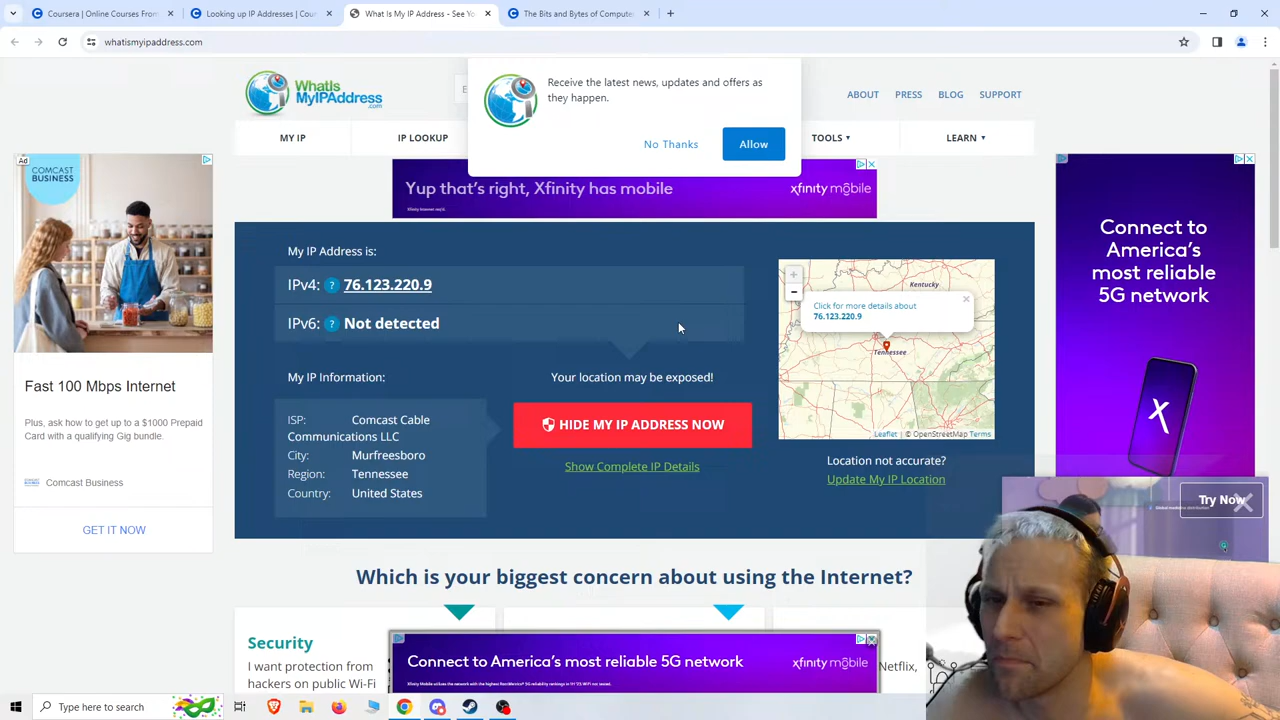 Coursera | Online Courses From
Looking up IP Addresses | Cour
What Is My IP Address - See Yo
The Bits and Bytes of Compute
whatismyipaddress.com
WhatIs
MyIPAddress
.com
Receive the latest news, updates and offers as
they happen.
No Thanks
Allow
ABOUT
PRESS
BLOG
SUPPORT
MY IP
IP LOOKUP
TOOLS
LEARN
Ad
COMCAST
BUSINESS
Yup that's right, Xfinity has mobile
xfinity mobile
My IP Address is:
IPv4: ? 76.123.220.9
IPv6: ? Not detected
My IP Information:
ISP: Comcast Cable
Communications LLC
City: Murfreesboro
Region: Tennessee
Country: United States
Your location may be exposed!
HIDE MY IP ADDRESS NOW
Show Complete IP Details
Kentucky
Click for more details about
76.123.220.9
Tennessee
Leaflet | © OpenStreetMap Terms
Location not accurate?
Update My IP Location
Connect to
America's
most reliable
5G network
Fast 100 Mbps Internet
Plus, ask how to get up to a $1000 Prepaid
Card with a qualifying Gig bundle.
Comcast Business
GET IT NOW
Try Now
Which is your biggest concern about using the Internet?
Security
I want protection from
hackers on public Wi-Fi
Netflix,
Connect to America's most reliable 5G network
xfinity mobile
Type here to search